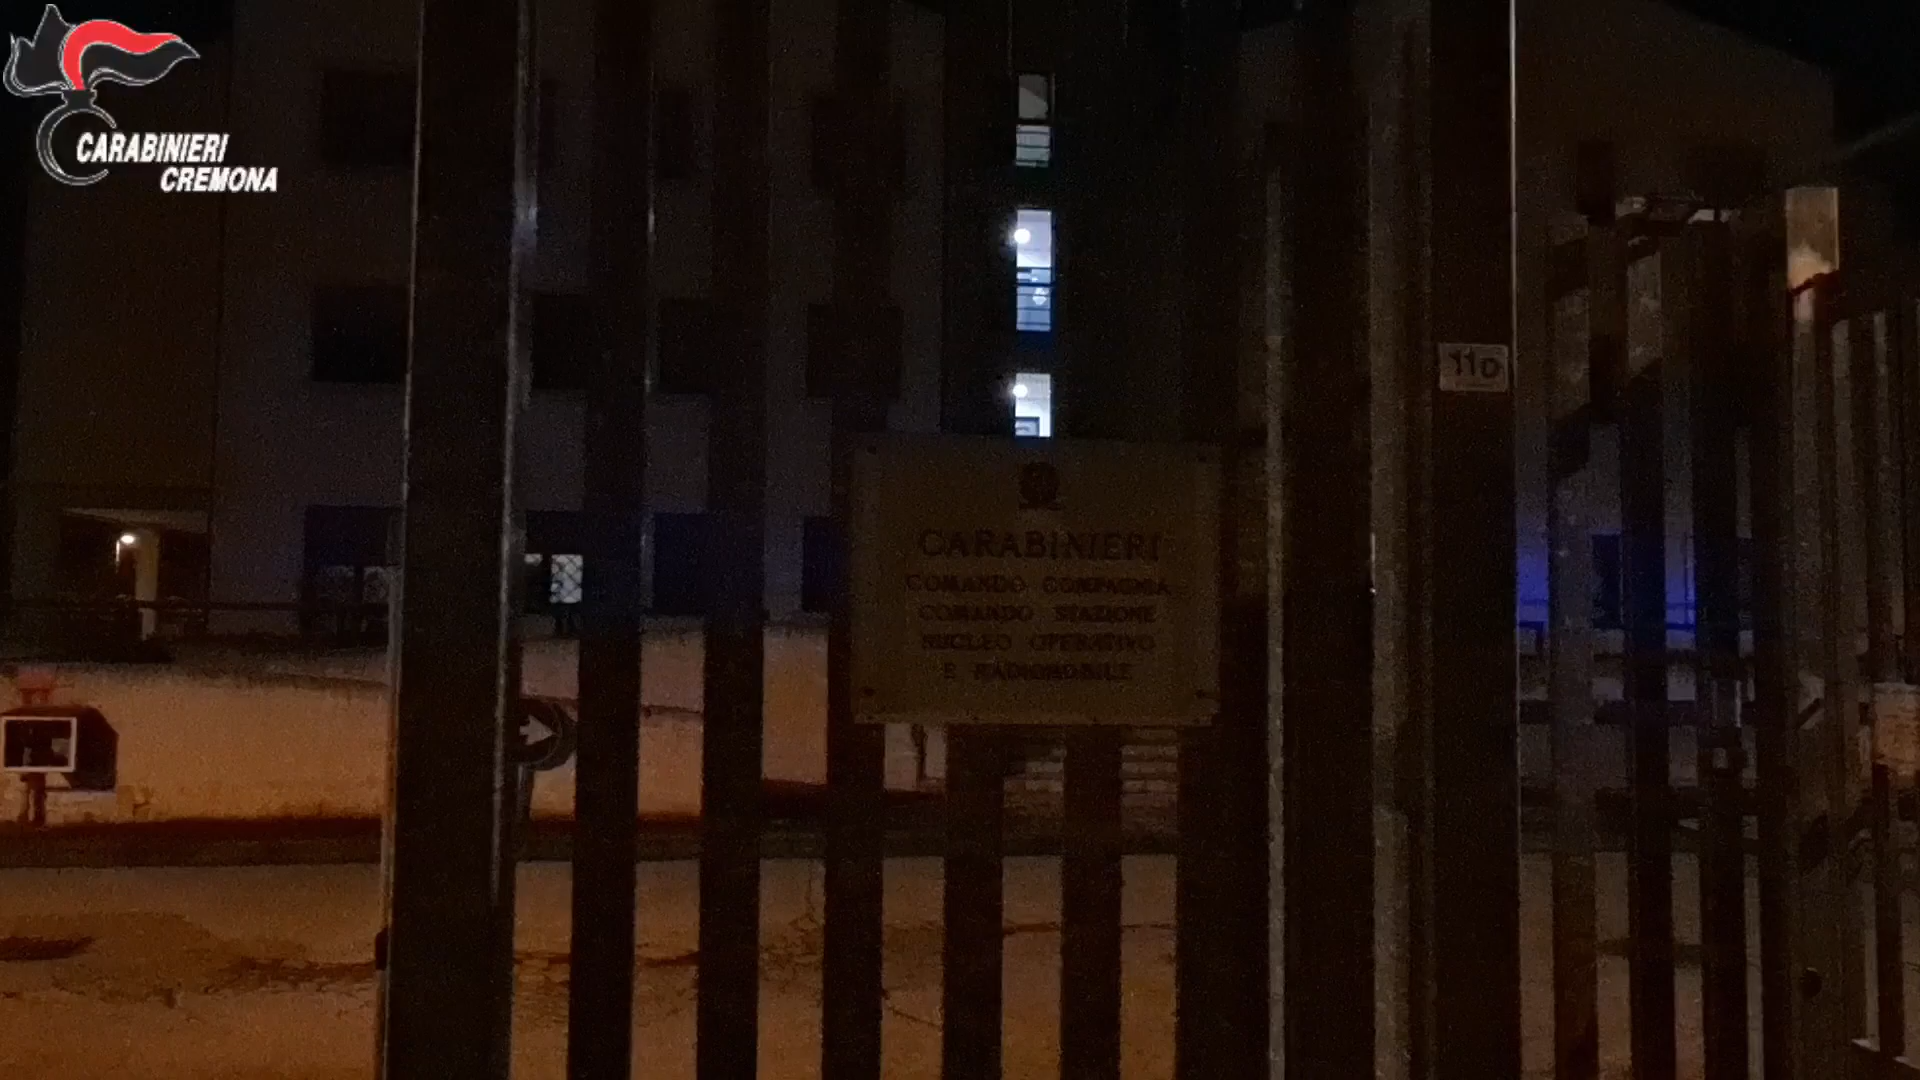 CARABINIERI
CREMONA
11D
CARABINIERI
COMANDO COMPAGNIA
COMANDO STAZIONE
NUCLEO OPERATIVO
E RADIOMOBILE